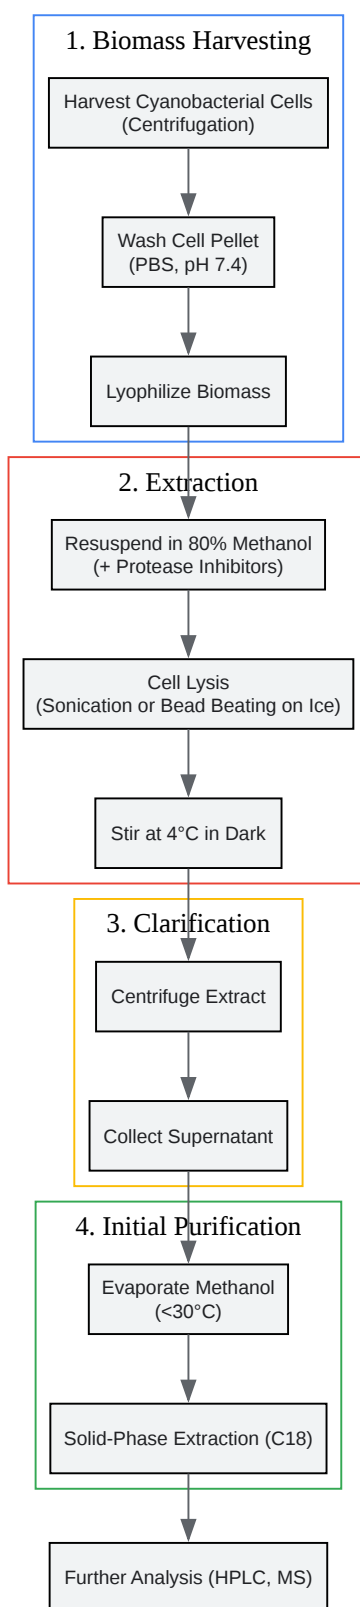 1. Biomass Harvesting
Harvest Cyanobacterial Cells
(Centrifugation)
Wash Cell Pellet
(PBS, pH 7.4)
Lyophilize Biomass
2. Extraction
Resuspend in 80% Methanol
(+ Protease Inhibitors)
Cell Lysis
(Sonication or Bead Beating on Ice)
Stir at 4°C in Dark
3. Clarification
Centrifuge Extract
Collect Supernatant
4. Initial Purification
Evaporate Methanol
(<30°C)
Solid-Phase Extraction (C18)
Further Analysis (HPLC, MS)